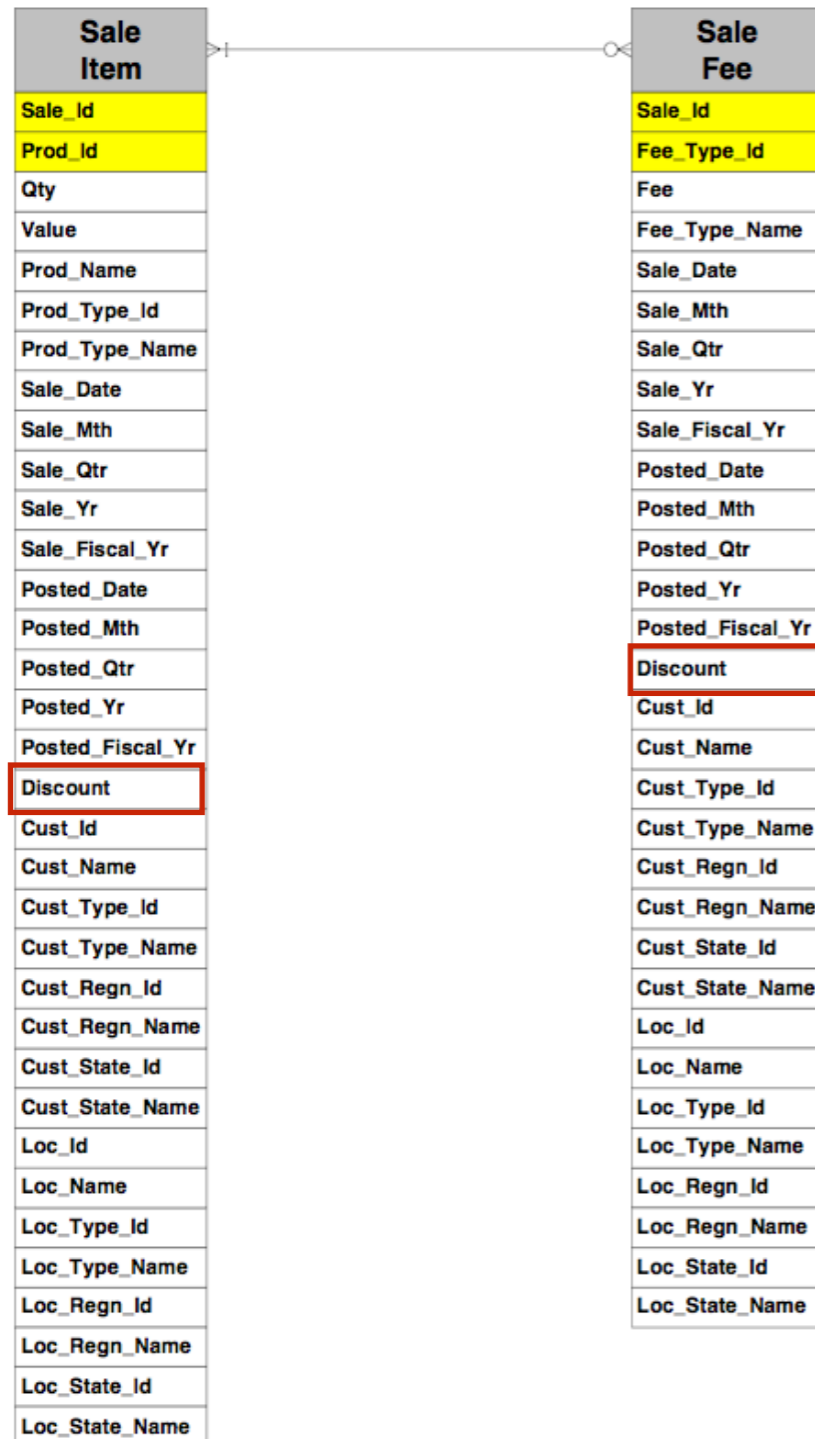 Sale
Item
Sale_Id
Prod_Id
Qty
Value
Prod_Name
Prod_Type_Id
Prod_Type_Name
Sale_Date
Sale_Mth
Sale_Qtr
Sale_Yr
Sale_Fiscal_Yr
Posted_Date
Posted_Mth
Posted_Qtr
Posted_Yr
Posted_Fiscal_Yr
Discount
Cust_Id
Cust_Name
Cust_Type_Id
Cust_Type_Name
Cust_Regn_Id
Cust_Regn_Name
Cust_State_Id
Cust_State_Name
Loc_Id
Loc_Name
Loc_Type_Id
Loc_Type_Name
Loc_Regn_Id
Loc_Regn_Name
Loc_State_Id
Loc_State_Name
Sale
Fee
Sale_Id
Fee_Type_Id
Fee
Fee_Type_Name
Sale_Date
Sale_Mth
Sale_Qtr
Sale_Yr
Sale_Fiscal_Yr
Posted_Date
Posted_Mth
Posted_Qtr
Posted_Yr
Posted_Fiscal_Yr
Discount
Cust_Id
Cust_Name
Cust_Type_Id
Cust_Type_Name
Cust_Regn_Id
Cust_Regn_Name
Cust_State_Id
Cust_State_Name
Loc_Id
Loc_Name
Loc_Type_Id
Loc_Type_Name
Loc_Regn_Id
Loc_Regn_Name
Loc_State_Id
Loc_State_Name